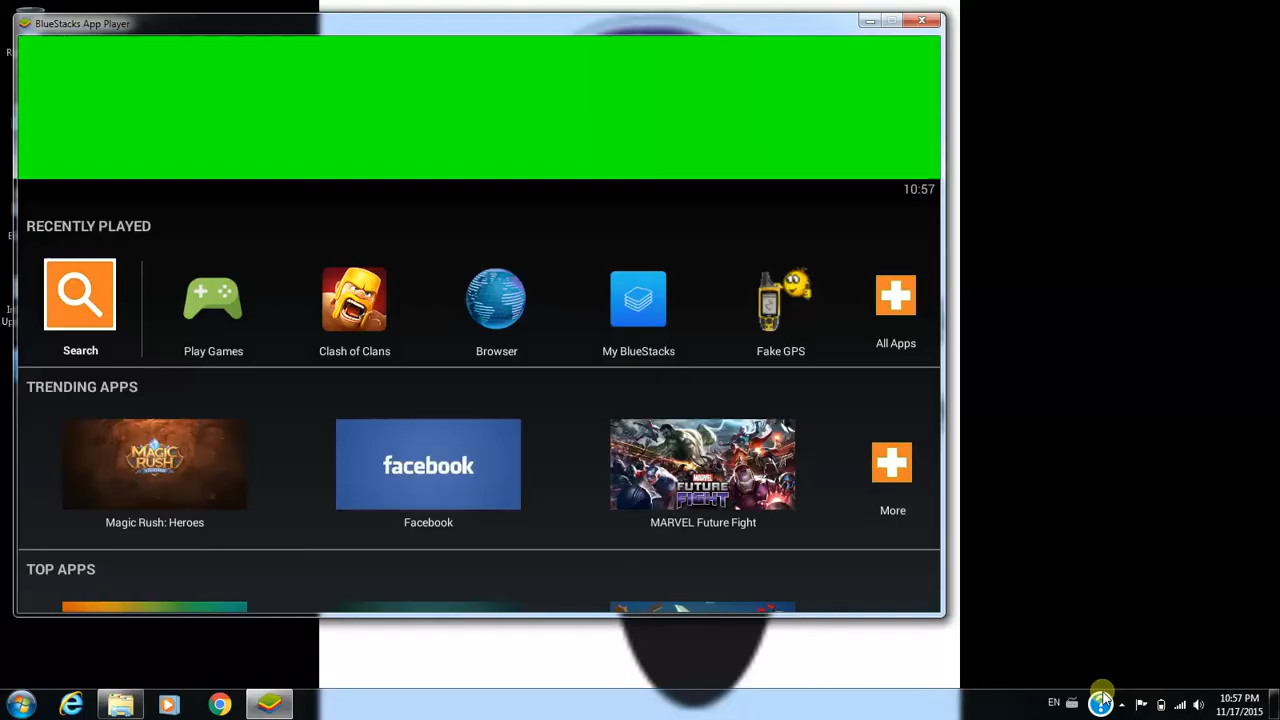 BlueStacks App Player
10:57
RECENTLY PLAYED
Search
Play Games
Clash of Clans
Browser
My BlueStacks
Fake GPS
All Apps
TRENDING APPS
MAGIC
RUSH
facebook
MARVEL
FUTURE
FIGHT
Magic Rush: Heroes
Facebook
MARVEL Future Fight
More
TOP APPS
EN
10:57 PM
11/17/2015